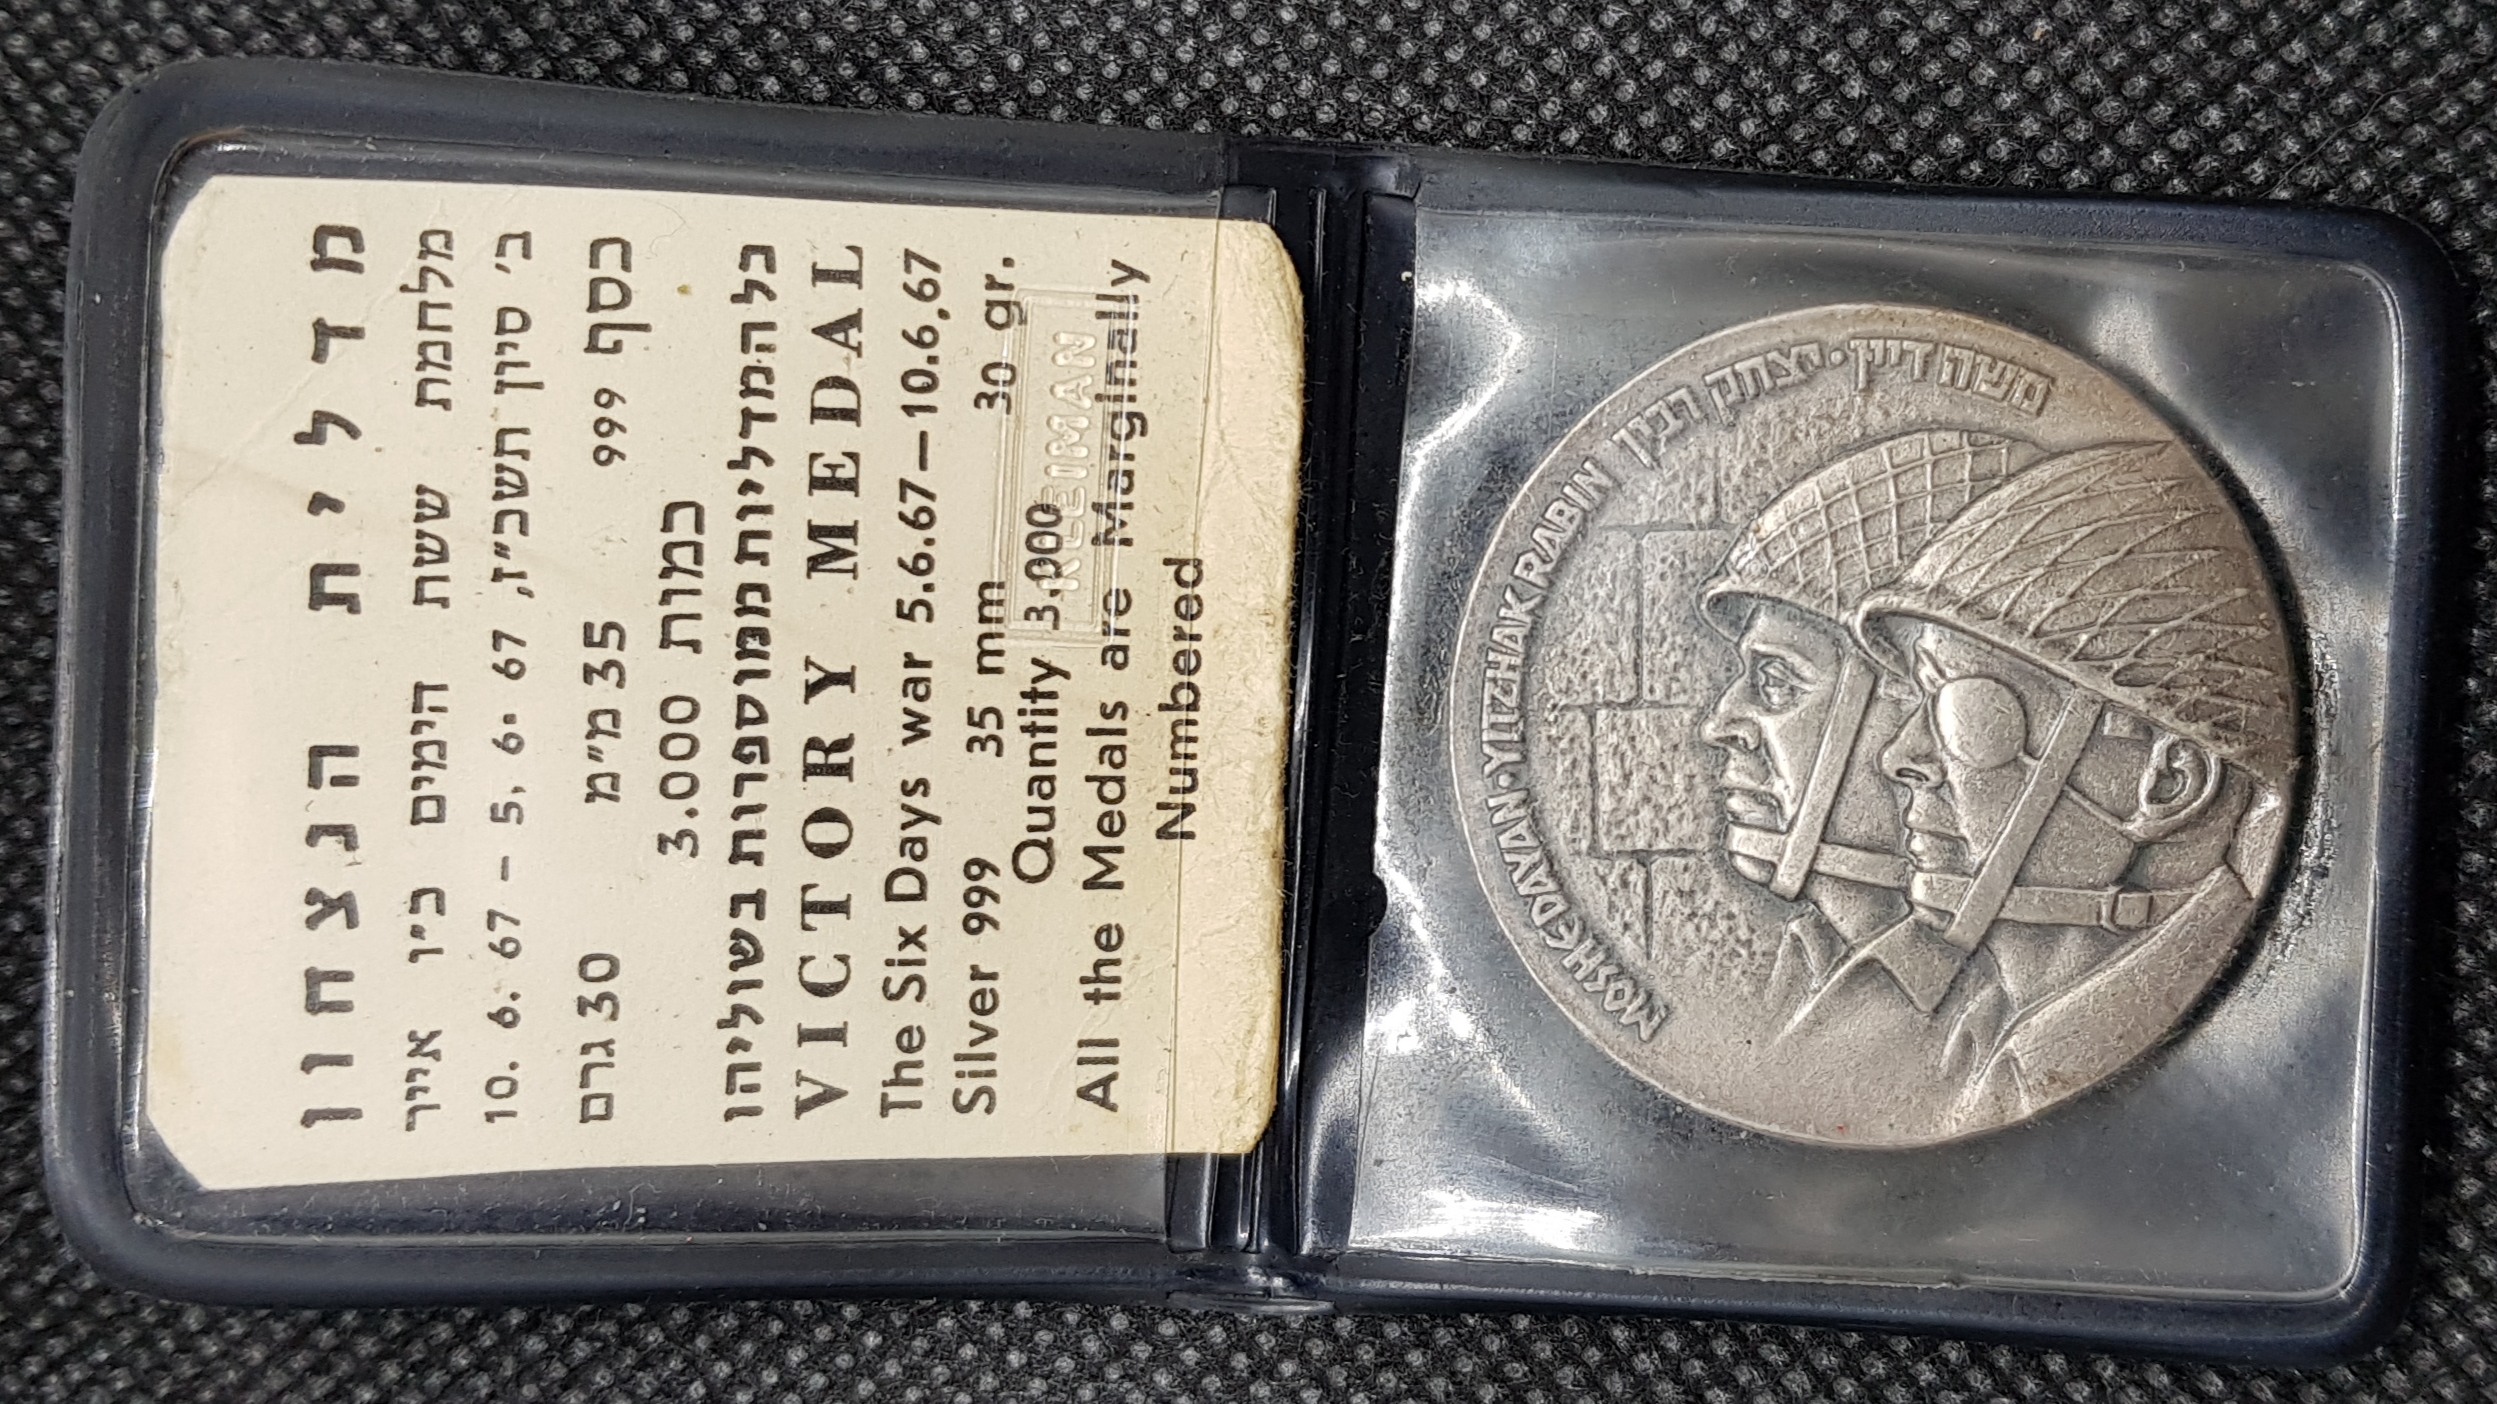 מדלית הנצחון
מלחמת ששת הימים כ״ו אייר
ב׳ סיון תשכ״ז, 67 .6 .5 – 67 .6 .10
כסף 999 35 מ״מ 30 גרם
כמות 3.000
כל המדליות ממוספרות בשוליהן
VICTORY MEDAL
The Six Days war 5.6.67—10.6,67
Silver 999 35 mm 30 gr.
Quantity 3.000
KLEIMAN
All the Medals are Marginally
Numbered
משה דיין · יצחק רבין
MOSHE DAYAN · YITZHAK RABIN